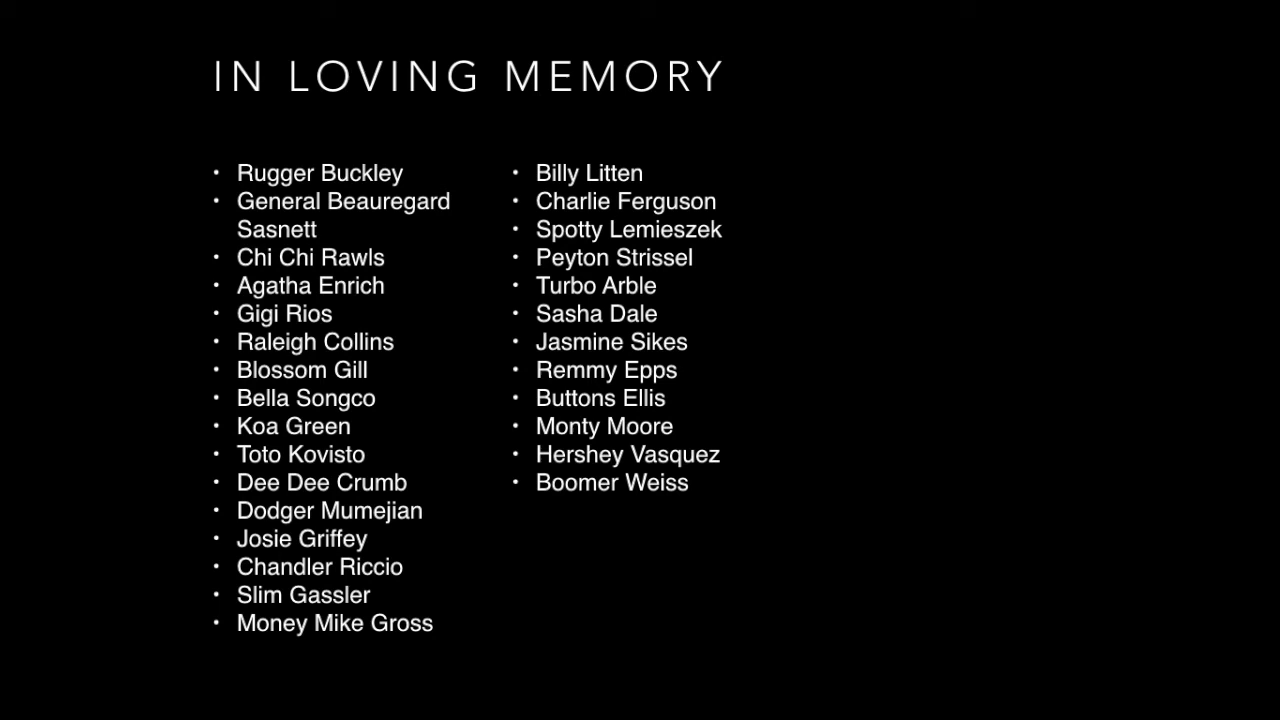 IN LOVING MEMORY
• Rugger Buckley
• General Beauregard
Sasnett
• Chi Chi Rawls
• Agatha Enrich
• Gigi Rios
• Raleigh Collins
• Blossom Gill
• Bella Songco
• Koa Green
• Toto Kovisto
• Dee Dee Crumb
• Dodger Mumejian
• Josie Griffey
• Chandler Riccio
• Slim Gassler
• Money Mike Gross
• Billy Litten
• Charlie Ferguson
• Spotty Lemieszek
• Peyton Strissel
• Turbo Arble
• Sasha Dale
• Jasmine Sikes
• Remmy Epps
• Buttons Ellis
• Monty Moore
• Hershey Vasquez
• Boomer Weiss